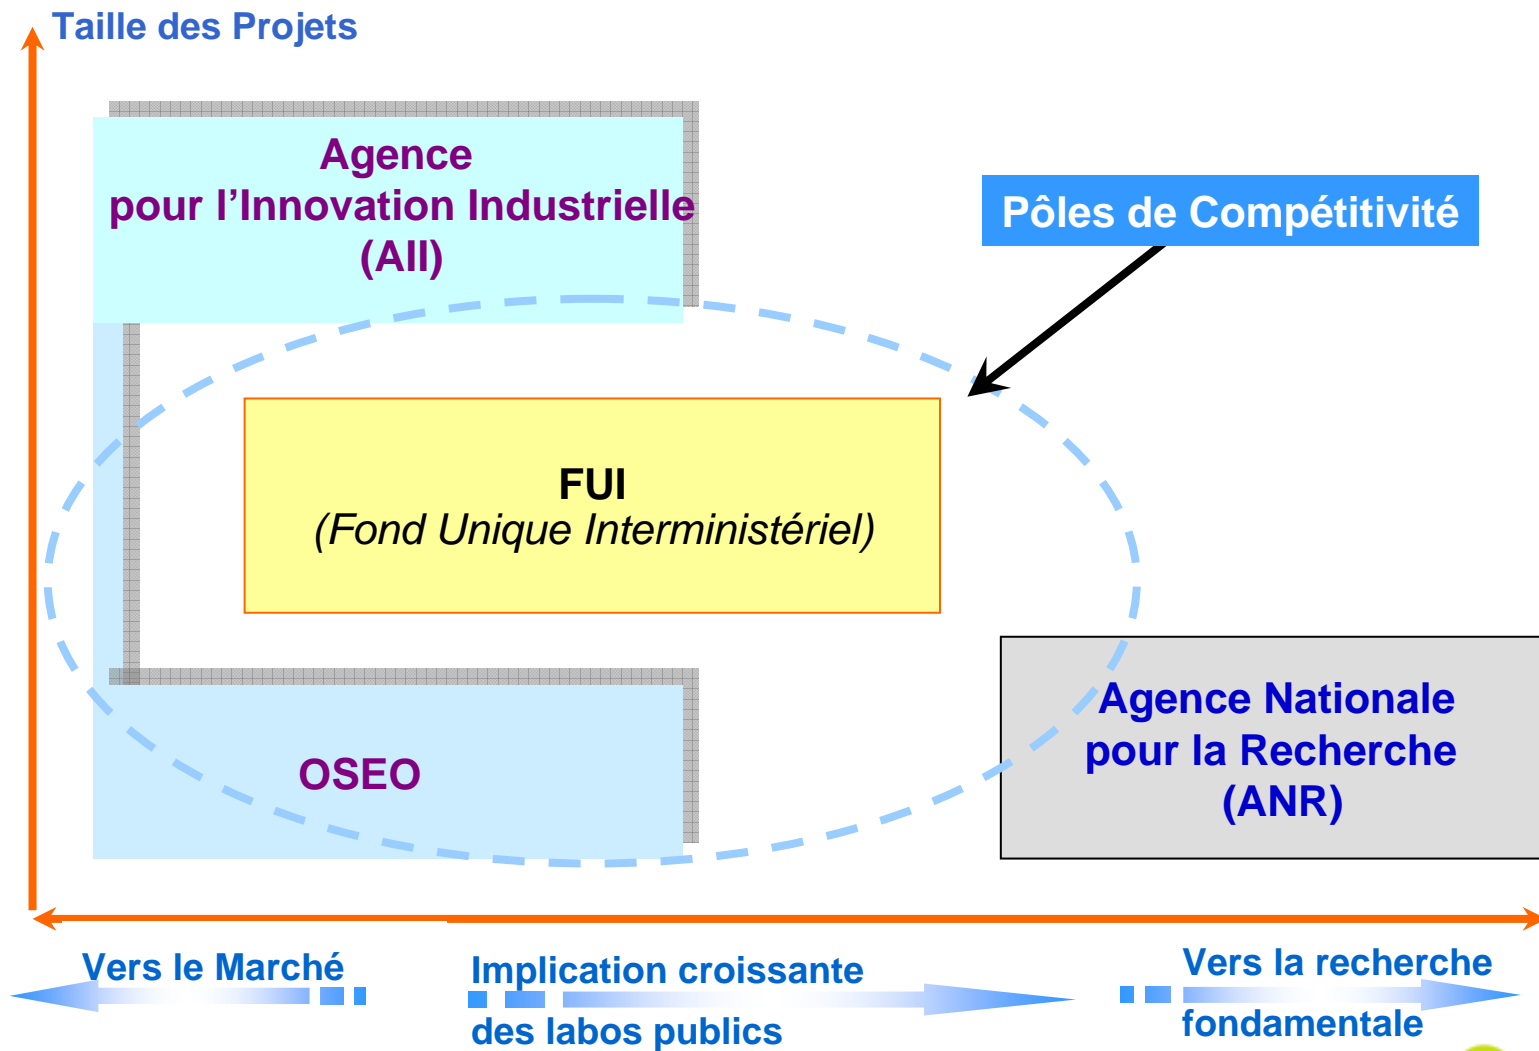 Taille des Projets
Agence
pour l’Innovation Industrielle
(AII)
Pôles de Compétitivité
FUI
(Fond Unique Interministériel)
OSEO
Agence Nationale
pour la Recherche
(ANR)
Vers le Marché
Implication croissante
des labos publics
Vers la recherche
fondamentale